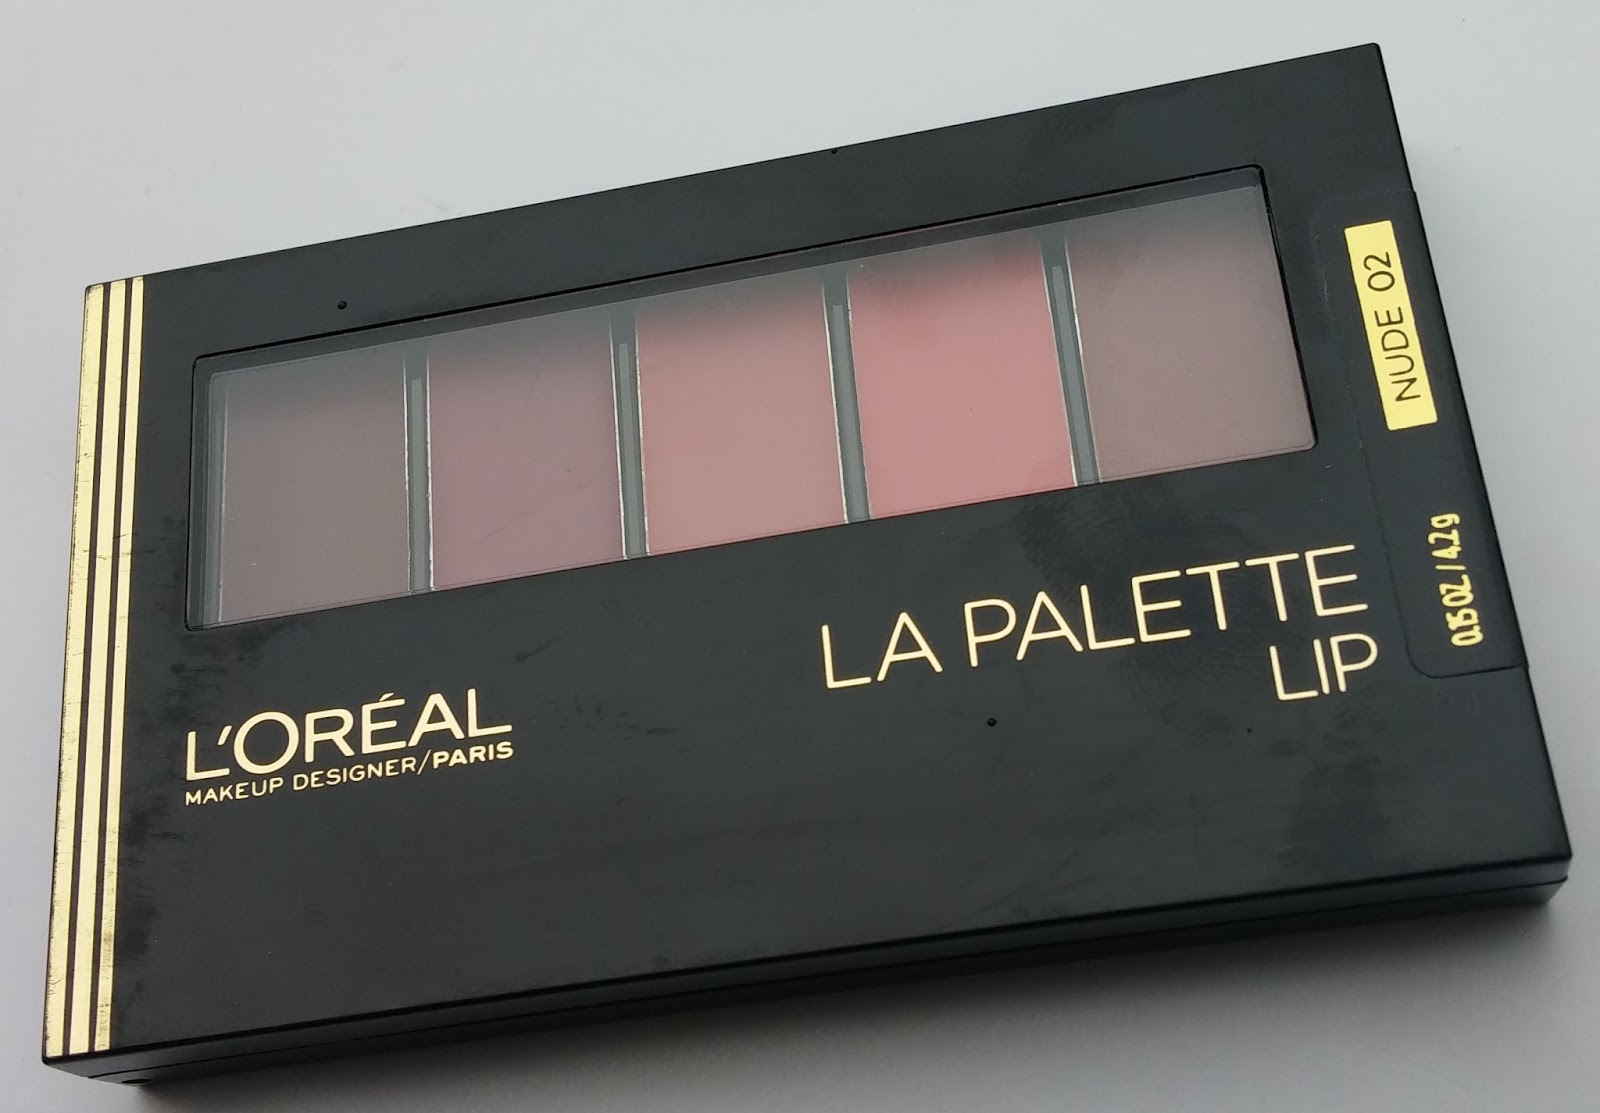 NUDE 02
0.15 OZ / 4.2 g
LA PALETTE
LIP
L'ORÉAL
MAKEUP DESIGNER/PARIS